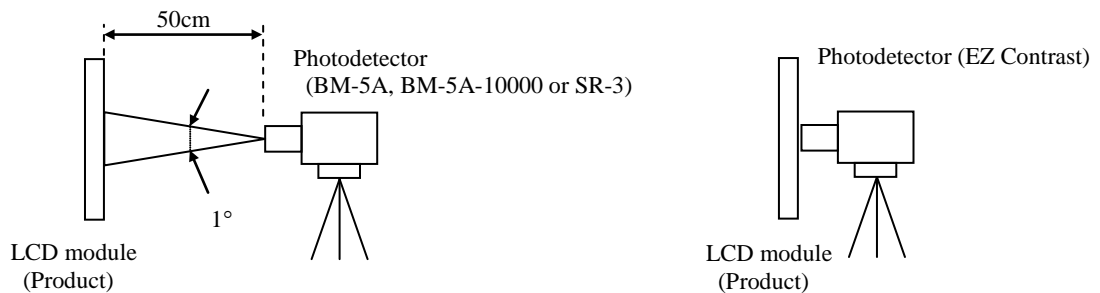 50cm
Photodetector
(BM-5A, BM-5A-10000 or SR-3)
1°
LCD module
(Product)
Photodetector (EZ Contrast)
LCD module
(Product)